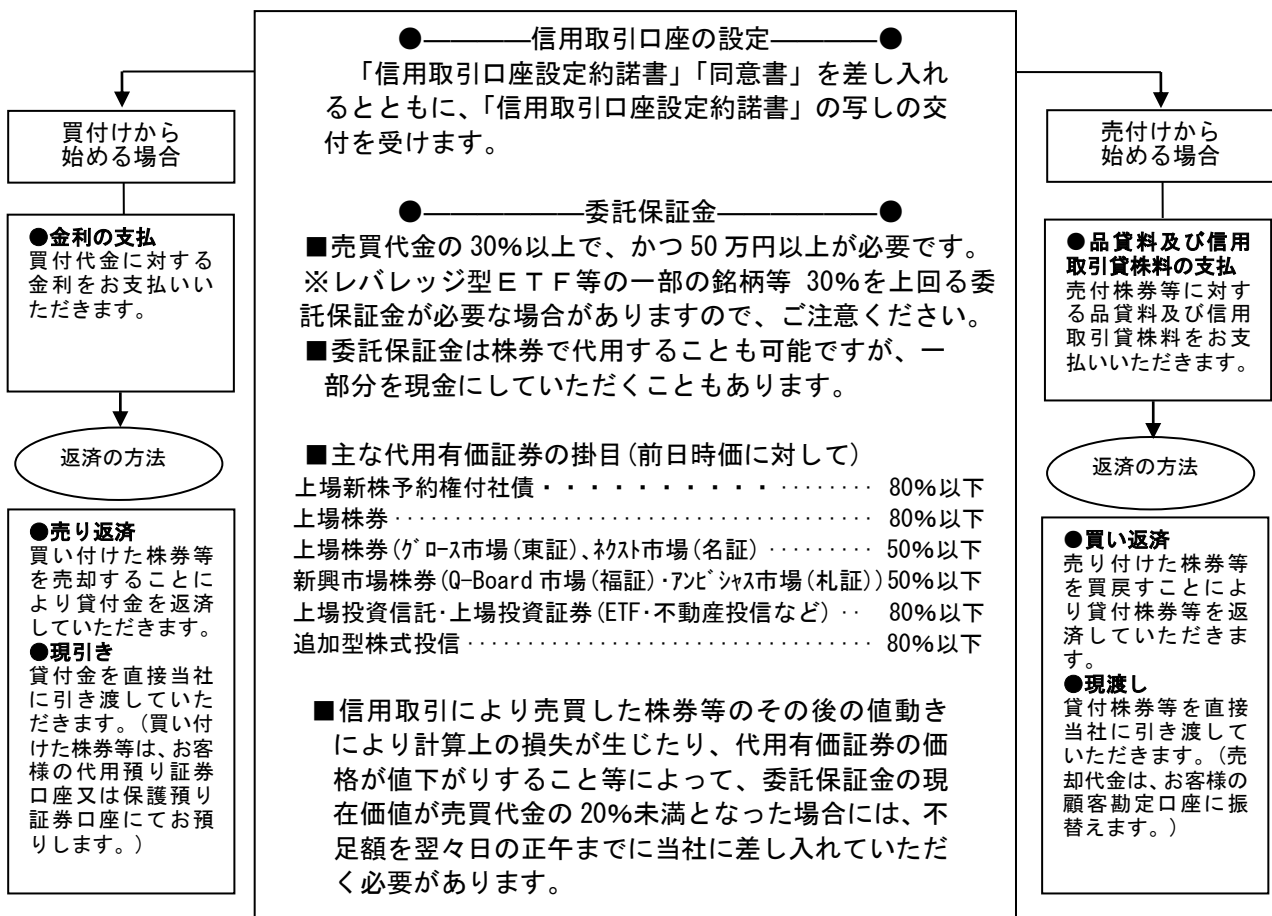 ●―――――信用取引口座の設定―――――●
「信用取引口座設定約諾書」「同意書」を差し入れ
るとともに、「信用取引口座設定約諾書」の写しの交
付を受けます。
●―――――――委託保証金――――――●
■売買代金の 30%以上で、かつ 50 万円以上が必要です。
※レバレッジ型ＥＴＦ等の一部の銘柄等 30%を上回る委
託保証金が必要な場合がありますので、ご注意ください。
■委託保証金は株券で代用することも可能ですが、一
部分を現金にしていただくこともあります。
■主な代用有価証券の掛目(前日時価に対して)
上場新株予約権付社債・・・・・・・・・・‥‥‥‥ 80%以下
上場株券‥‥‥‥‥‥‥‥‥‥‥‥‥‥‥‥‥‥‥‥ 80%以下
上場株券(ｸﾞﾛｰｽ市場(東証)､ﾈｸｽﾄ市場(名証)‥‥‥‥‥ 50%以下
新興市場株券(Q-Board 市場(福証)･ｱﾝﾋﾞｼｬｽ市場(札証))50%以下
上場投資信託･上場投資証券(ETF･不動産投信など)‥ 80%以下
追加型株式投信‥‥‥‥‥‥‥‥‥‥‥‥‥‥‥‥‥ 80%以下
■信用取引により売買した株券等のその後の値動き
により計算上の損失が生じたり、代用有価証券の価
格が値下がりすること等によって、委託保証金の現
在価値が売買代金の 20%未満となった場合には、不
足額を翌々日の正午までに当社に差し入れていただ
く必要があります。
買付けから
始める場合
●金利の支払
買付代金に対する
金利をお支払いい
ただきます。
返済の方法
●売り返済
買い付けた株券等
を売却することに
より貸付金を返済
していただきます。
●現引き
貸付金を直接当社
に引き渡していた
だきます。(買い付
けた株券等は、お客
様の代用預り証券
口座又は保護預り
証券口座にてお預
りします。)
売付けから
始める場合
●品貸料及び信用
取引貸株料の支払
売付株券等に対す
る品貸料及び信用
取引貸株料をお支
払いいただきます。
返済の方法
●買い返済
売り付けた株券等
を買戻すことによ
り貸付株券等を返
済していただきま
す。
●現渡し
貸付株券等を直接
当社に引き渡して
いただきます。(売
却代金は、お客様の
顧客勘定口座に振
替えます。)